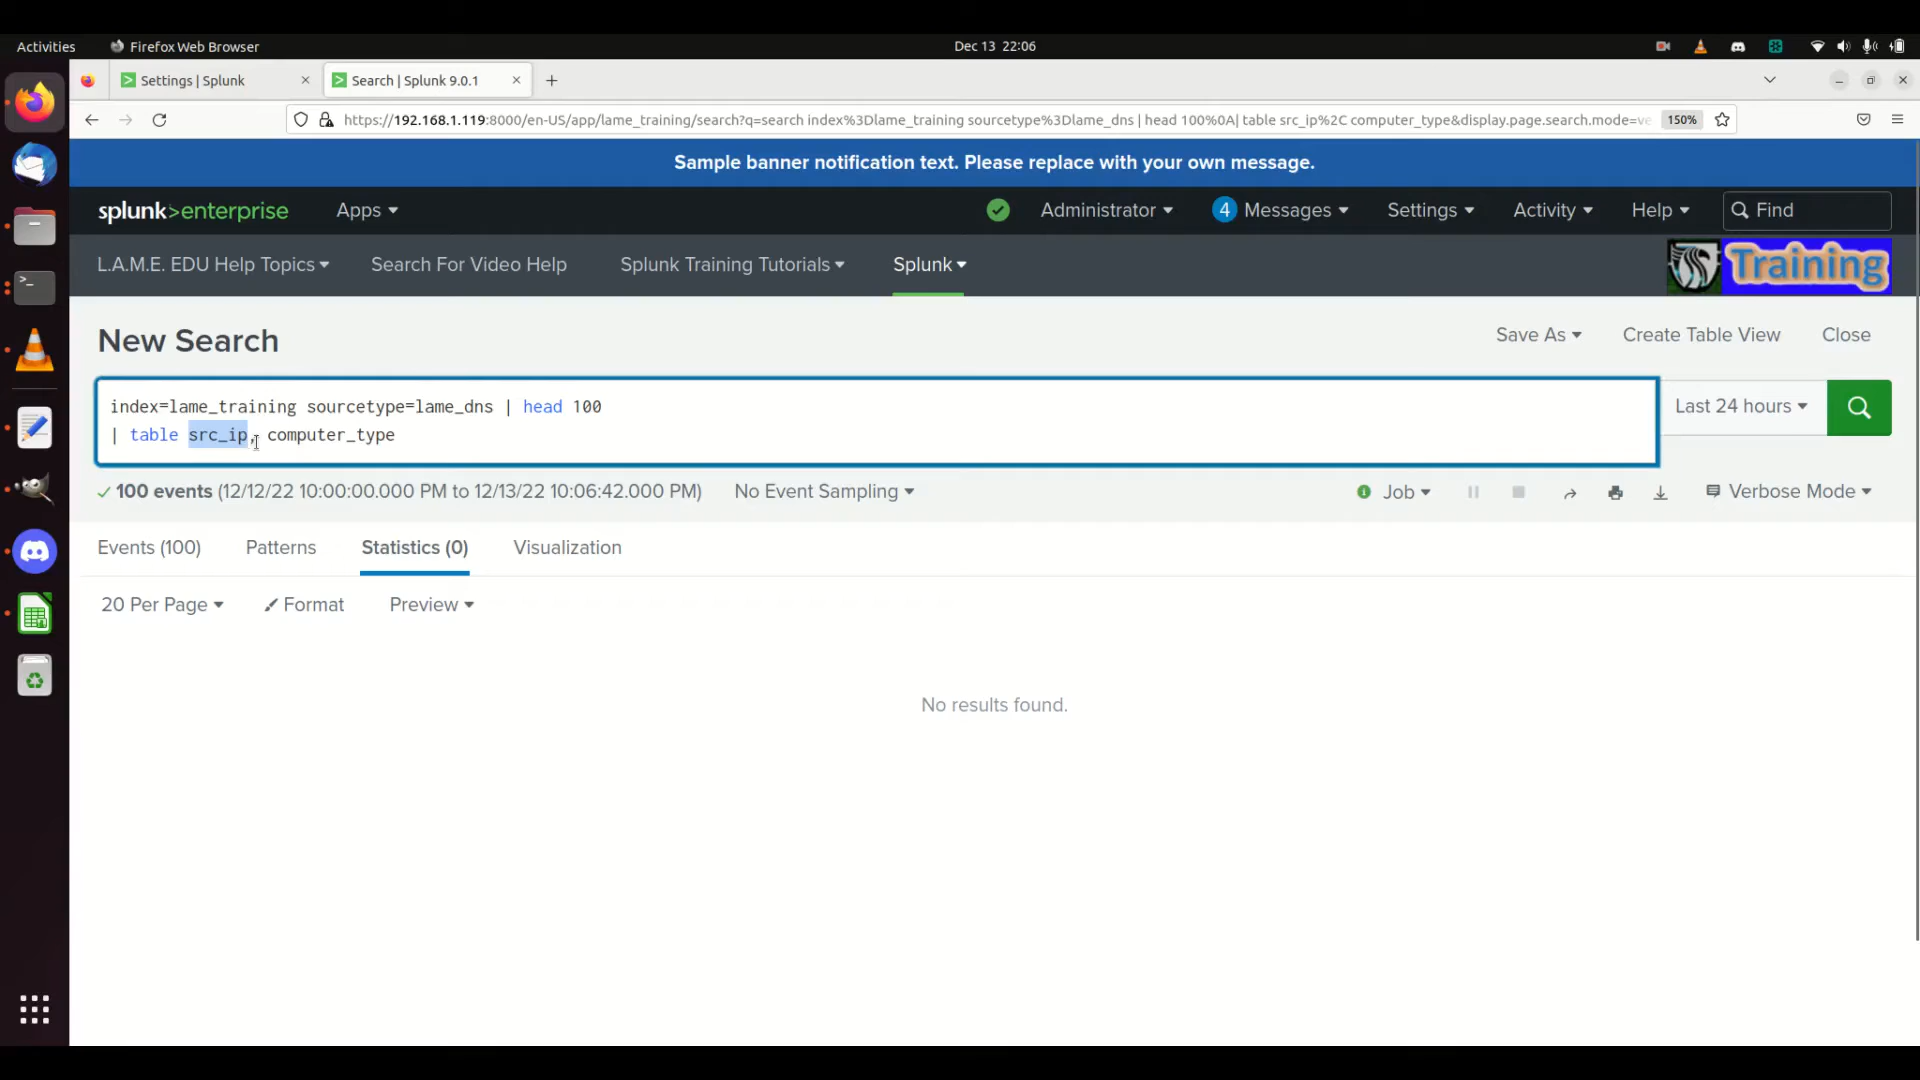 Activities Firefox Web Browser Dec 13 22:06
Settings | Splunk Search | Splunk 9.0.1
https://192.168.1.119:8000/en-US/app/lame_training/search?q=search index%3Dlame_training sourcetype%3Dlame_dns | head 100%0A| table src_ip%2C computer_type&display.page.search.mode=ve 150%
Sample banner notification text. Please replace with your own message.
splunk>enterprise Apps Administrator 4 Messages Settings Activity Help Find
L.A.M.E. EDU Help Topics Search For Video Help Splunk Training Tutorials Splunk Training
New Search Save As Create Table View Close
index=lame_training sourcetype=lame_dns | head 100 Last 24 hours
| table src_ip, computer_type
100 events (12/12/22 10:00:00.000 PM to 12/13/22 10:06:42.000 PM) No Event Sampling Job Verbose Mode
Events (100) Patterns Statistics (0) Visualization
20 Per Page Format Preview
No results found.